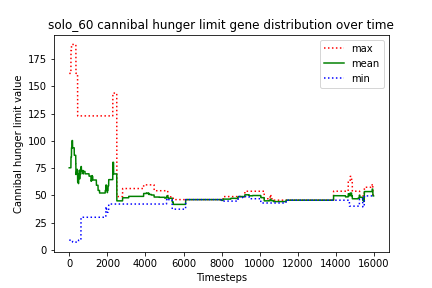 solo_60 cannibal hunger limit gene distribution over time
Cannibal hunger limit value
175
150
125
100
75
50
25
0
max
mean
min
0
2000
4000
6000
8000
10000
12000
14000
16000
Timesteps